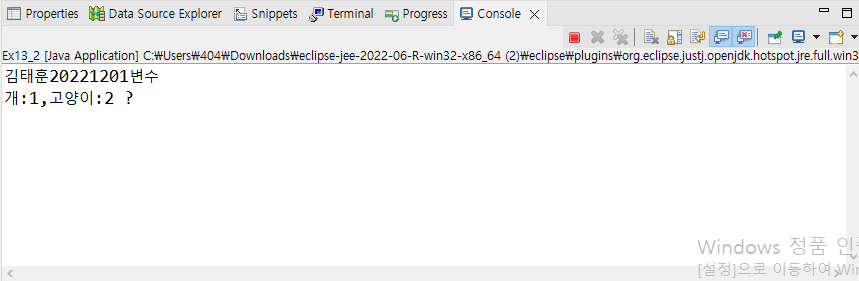 Properties Data Source Explorer Snippets Terminal Progress Console
Ex13_2 [Java Application] C:₩Users₩404₩Downloads₩eclipse-jee-2022-06-R-win32-x86_64 (2)₩eclipse₩plugins₩org.eclipse.justj.openjdk.hotspot.jre.full.win3
김태훈20221201변수
개:1,고양이:2 ?
Windows 정품 인
[설정]으로 이동하여 Win